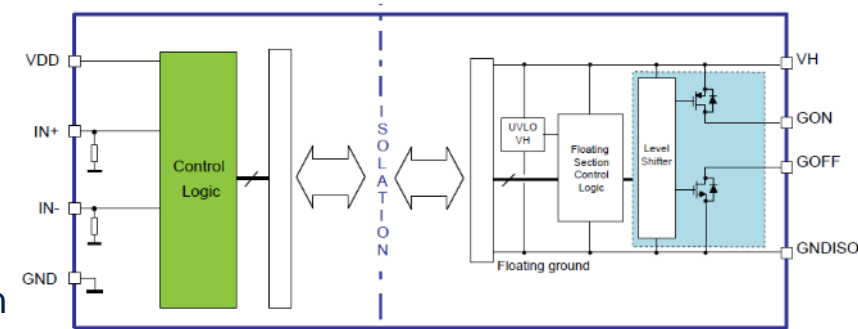 VDD
IN+
IN-
GND
n
Control
Logic
ISOLATION
UVLO
VH
Floating
Section
Control
Logic
Level
Shifter
Floating ground
VH
GON
GOFF
GNDISO